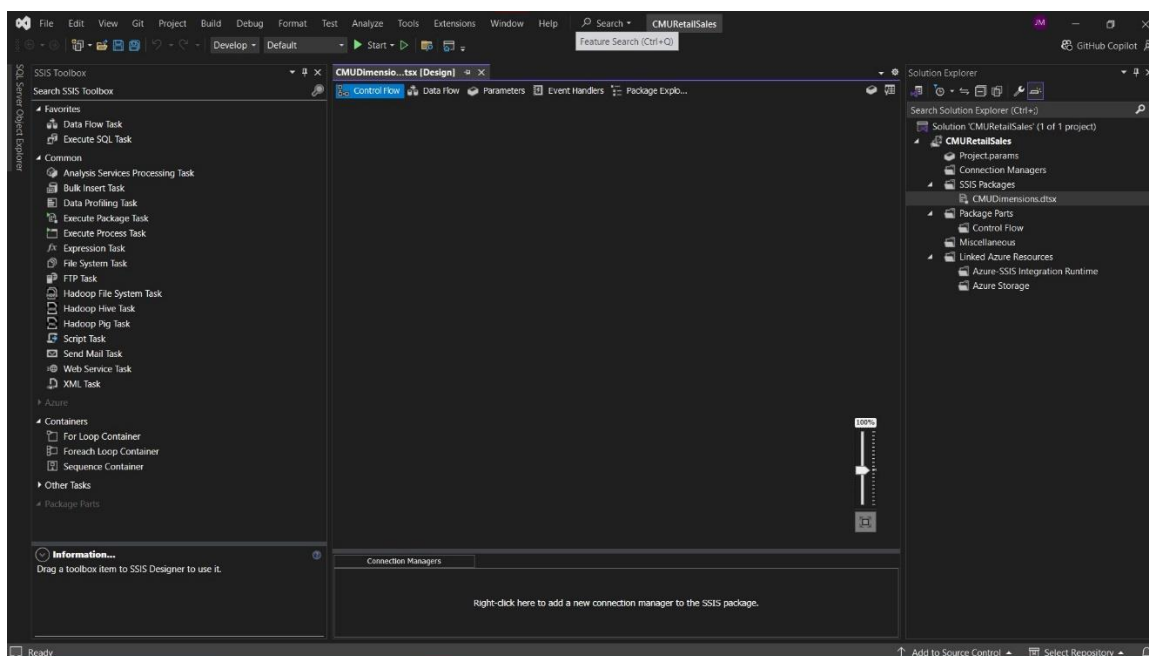 File Edit View Git Project Build Debug Format Test Analyze Tools Extensions Window Help Search CMURetailSales JM
Develop Default Start GitHub Copilot
Feature Search (Ctrl+Q)
SQL Server Object Explorer
SSIS Toolbox
Search SSIS Toolbox
Favorites
Data Flow Task
Execute SQL Task
Common
Analysis Services Processing Task
Bulk Insert Task
Data Profiling Task
Execute Package Task
Execute Process Task
Expression Task
File System Task
FTP Task
Hadoop File System Task
Hadoop Hive Task
Hadoop Pig Task
Script Task
Send Mail Task
Web Service Task
XML Task
Azure
Containers
For Loop Container
Foreach Loop Container
Sequence Container
Other Tasks
Package Parts
Information...
Drag a toolbox item to SSIS Designer to use it.
CMUDimensio...tsx [Design]
Control Flow Data Flow Parameters Event Handlers Package Explo...
100%
Connection Managers
Right-click here to add a new connection manager to the SSIS package.
Solution Explorer
Search Solution Explorer (Ctrl+;)
Solution 'CMURetailSales' (1 of 1 project)
CMURetailSales
Project.params
Connection Managers
SSIS Packages
CMUDimensions.dtsx
Package Parts
Control Flow
Miscellaneous
Linked Azure Resources
Azure-SSIS Integration Runtime
Azure Storage
Ready Add to Source Control Select Repository